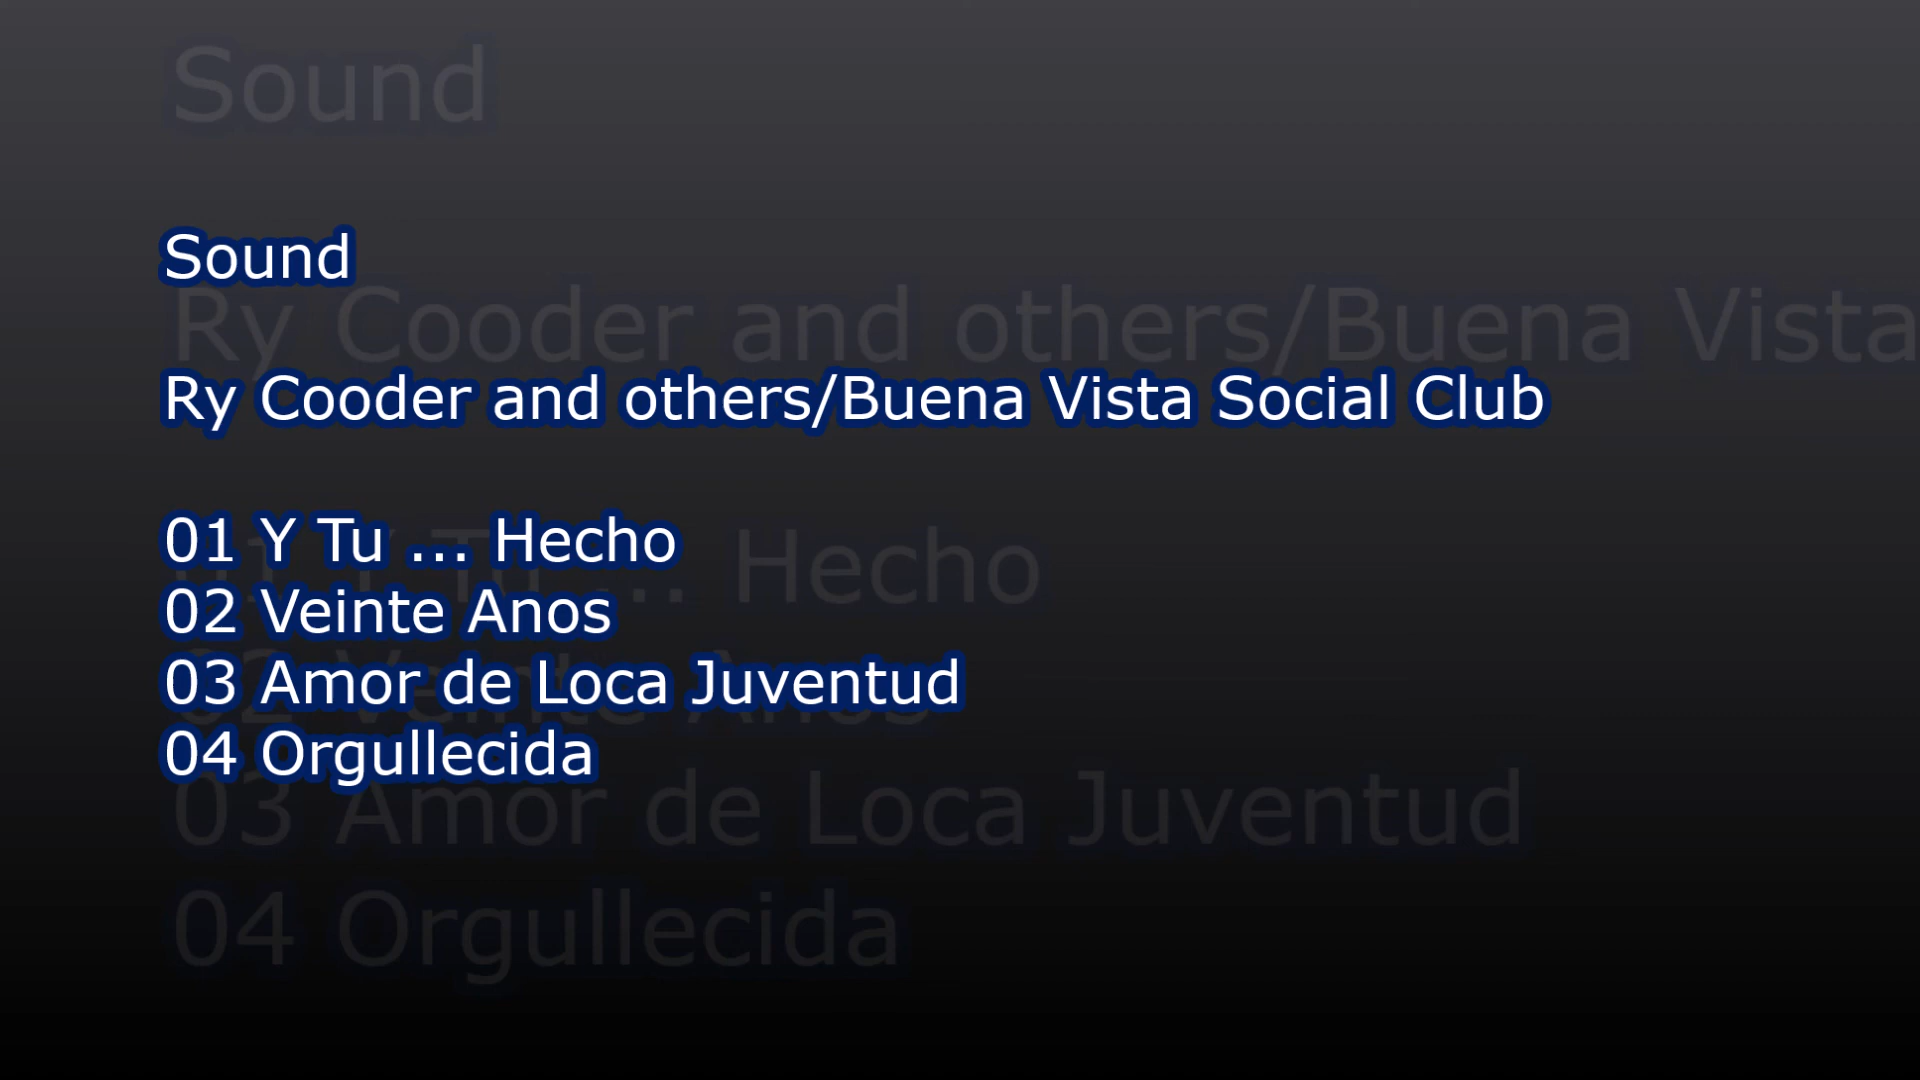 Sound
Ry Cooder and others/Buena Vista Social Club
01 Y Tu ... Hecho
02 Veinte Anos
03 Amor de Loca Juventud
04 Orgullecida